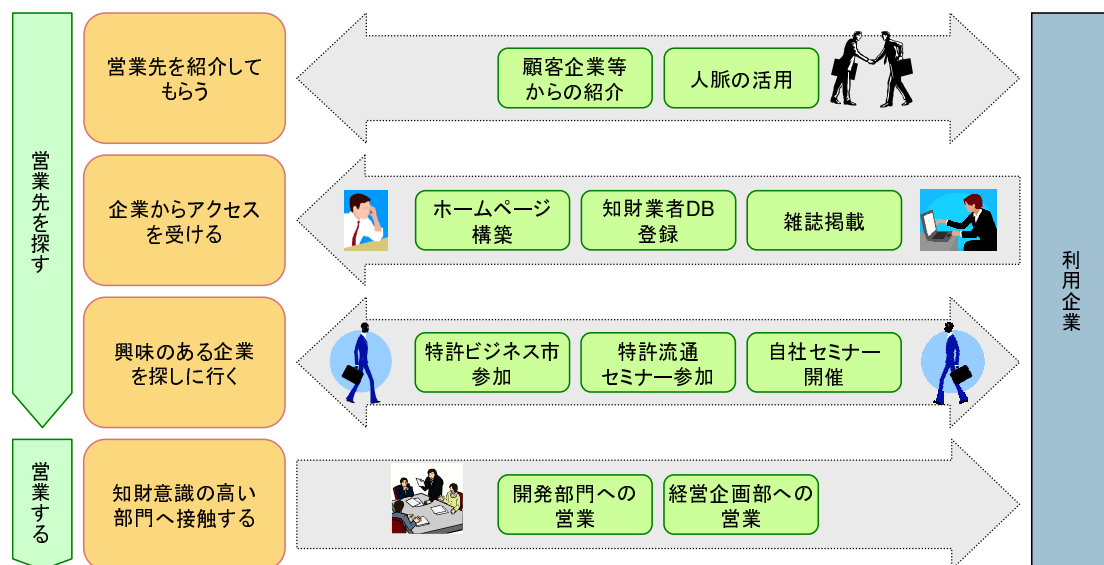 営業先を探す
営業先を紹介して
もらう
顧客企業等
からの紹介
人脈の活用
企業からアクセス
を受ける
ホームページ
構築
知財業者DB
登録
雑誌掲載
興味のある企業
を探しに行く
特許ビジネス市
参加
特許流通
セミナー参加
自社セミナー
開催
営業する
知財意識の高い
部門へ接触する
開発部門への
営業
経営企画部への
営業
利用企業